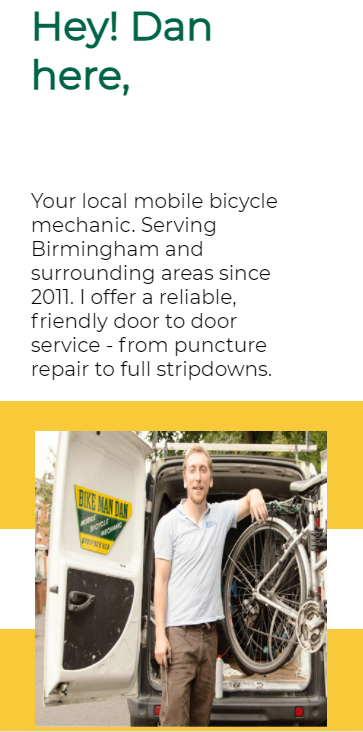 Hey! Dan
here,
Your local mobile bicycle
mechanic. Serving
Birmingham and
surrounding areas since
2011. I offer a reliable,
friendly door to door
service - from puncture
repair to full stripdowns.
BIKE MAN DAN
MOBILE
BICYCLE
MECHANIC